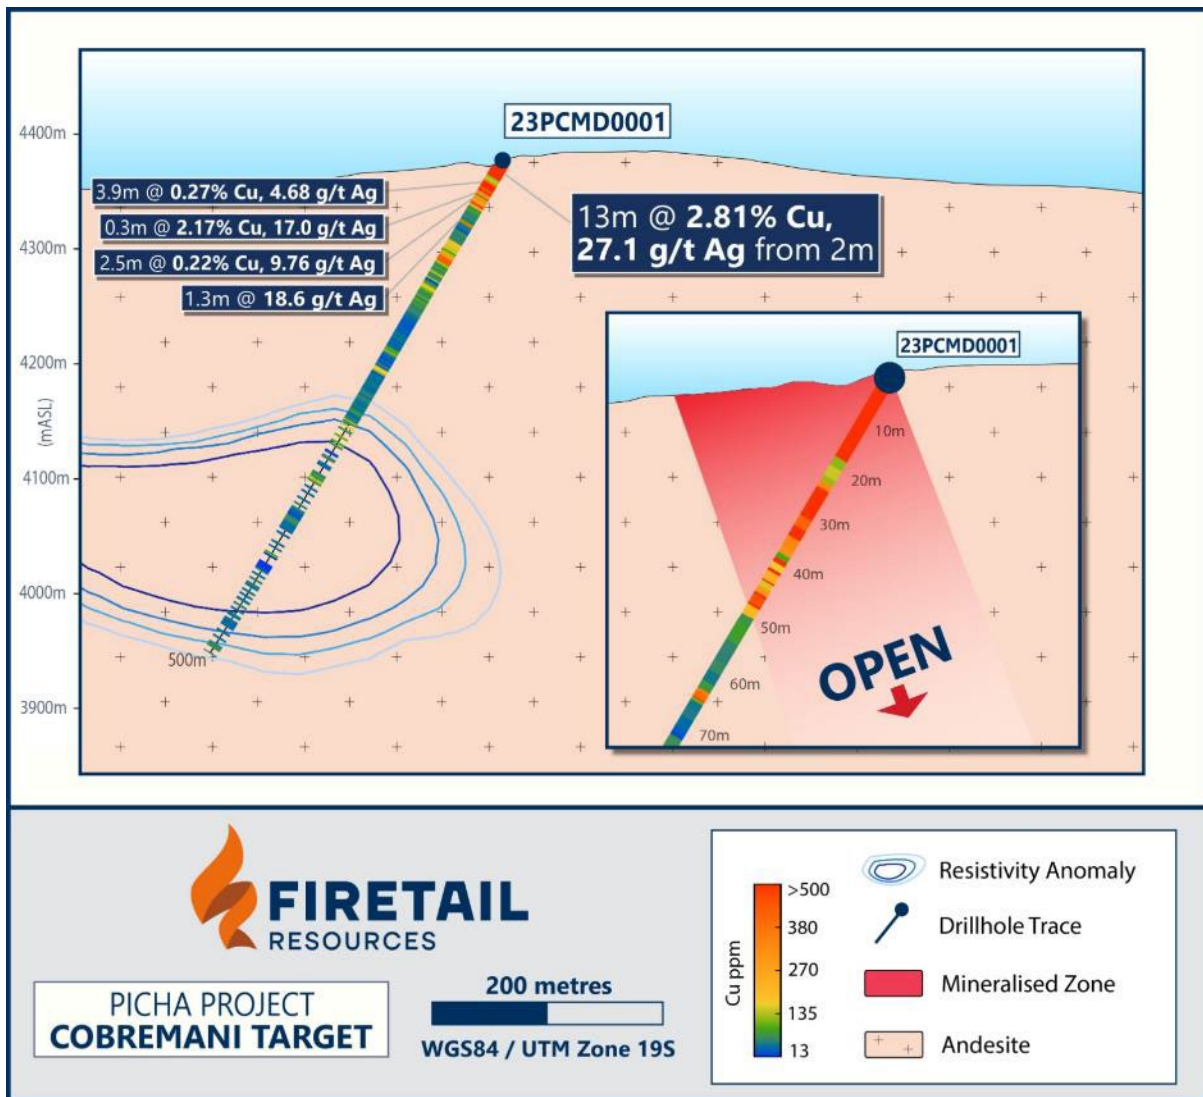 4400m
4300m
4200m
4100m
4000m
3900m
(mASL)
23PCMD0001
3.9m @ 0.27% Cu, 4.68 g/t Ag
0.3m @ 2.17% Cu, 17.0 g/t Ag
2.5m @ 0.22% Cu, 9.76 g/t Ag
1.3m @ 18.6 g/t Ag
13m @ 2.81% Cu,
27.1 g/t Ag from 2m
500m
23PCMD0001
10m
20m
30m
40m
50m
60m
70m
OPEN
FIRETAIL
RESOURCES
PICHA PROJECT
COBREMANI TARGET
200 metres
WGS84 / UTM Zone 19S
Cu ppm
>500
380
270
135
13
Resistivity Anomaly
Drillhole Trace
Mineralised Zone
Andesite